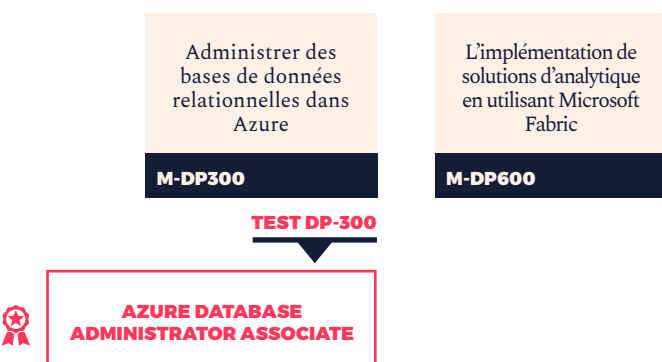 Administrer des
bases de données
relationnelles dans
Azure
M-DP300
L'implémentation de
solutions d'analytique
en utilisant Microsoft
Fabric
M-DP600
TEST DP-300
AZURE DATABASE
ADMINISTRATOR ASSOCIATE